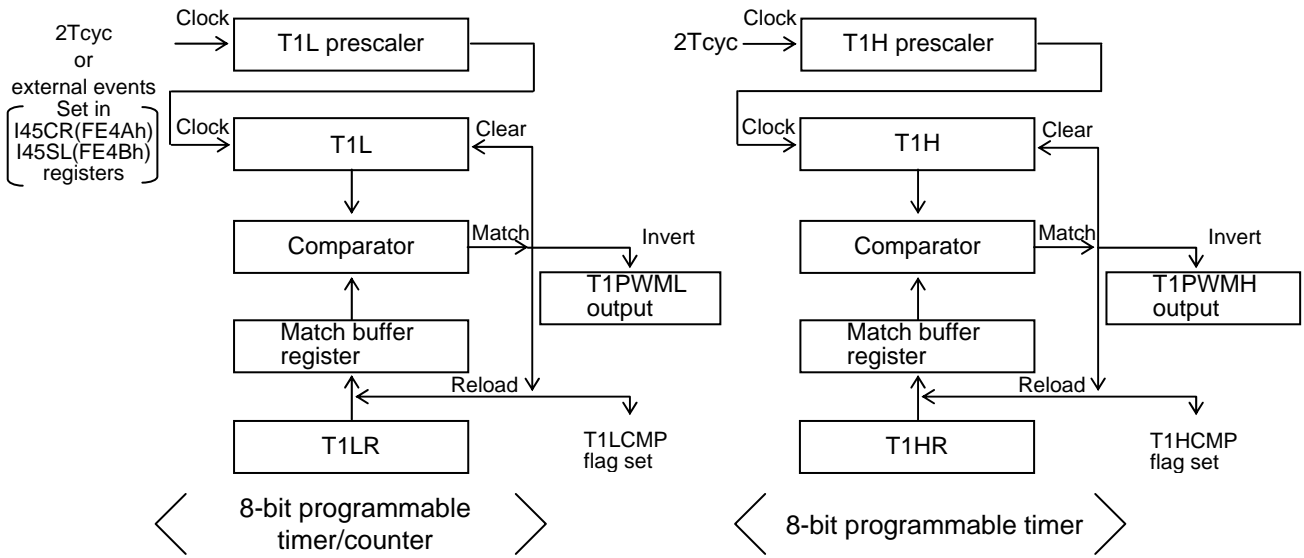 2Tcyc
or
external events
Set in
I45CR(FE4Ah)
I45SL(FE4Bh)
registers
Clock
T1L prescaler
Clock
T1L
Clear
Comparator
Match
Invert
T1PWML
output
Match buffer
register
Reload
T1LR
T1LCMP
flag set
8-bit programmable
timer/counter
2Tcyc
Clock
T1H prescaler
Clock
T1H
Clear
Comparator
Match
Invert
T1PWMH
output
Match buffer
register
Reload
T1HR
T1HCMP
flag set
8-bit programmable timer